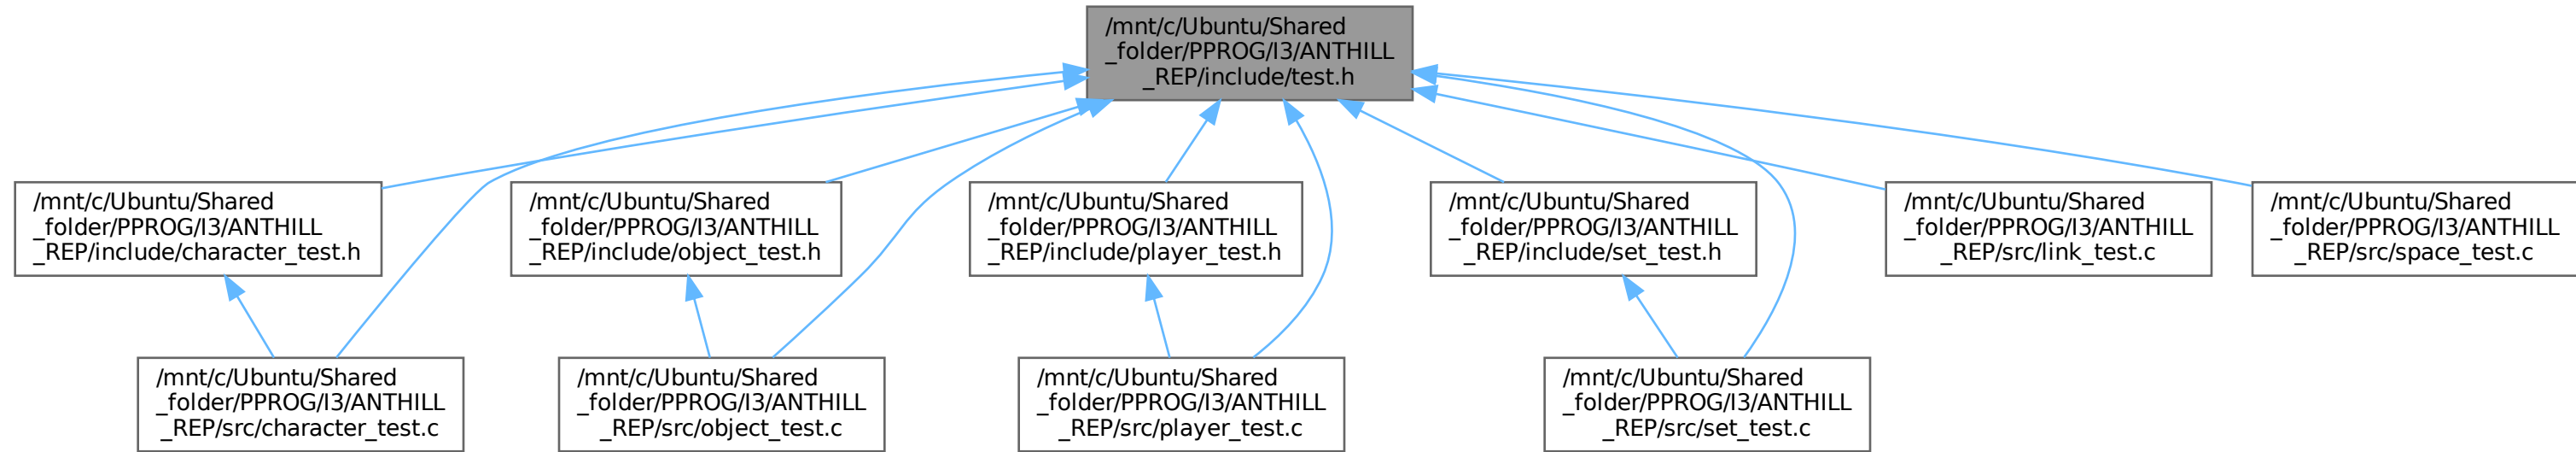 /mnt/c/Ubuntu/Shared
_folder/PPROG/I3/ANTHILL
_REP/include/test.h
/mnt/c/Ubuntu/Shared
_folder/PPROG/I3/ANTHILL
_REP/include/character_test.h
/mnt/c/Ubuntu/Shared
_folder/PPROG/I3/ANTHILL
_REP/include/object_test.h
/mnt/c/Ubuntu/Shared
_folder/PPROG/I3/ANTHILL
_REP/include/player_test.h
/mnt/c/Ubuntu/Shared
_folder/PPROG/I3/ANTHILL
_REP/include/set_test.h
/mnt/c/Ubuntu/Shared
_folder/PPROG/I3/ANTHILL
_REP/src/link_test.c
/mnt/c/Ubuntu/Shared
_folder/PPROG/I3/ANTHILL
_REP/src/space_test.c
/mnt/c/Ubuntu/Shared
_folder/PPROG/I3/ANTHILL
_REP/src/character_test.c
/mnt/c/Ubuntu/Shared
_folder/PPROG/I3/ANTHILL
_REP/src/object_test.c
/mnt/c/Ubuntu/Shared
_folder/PPROG/I3/ANTHILL
_REP/src/player_test.c
/mnt/c/Ubuntu/Shared
_folder/PPROG/I3/ANTHILL
_REP/src/set_test.c